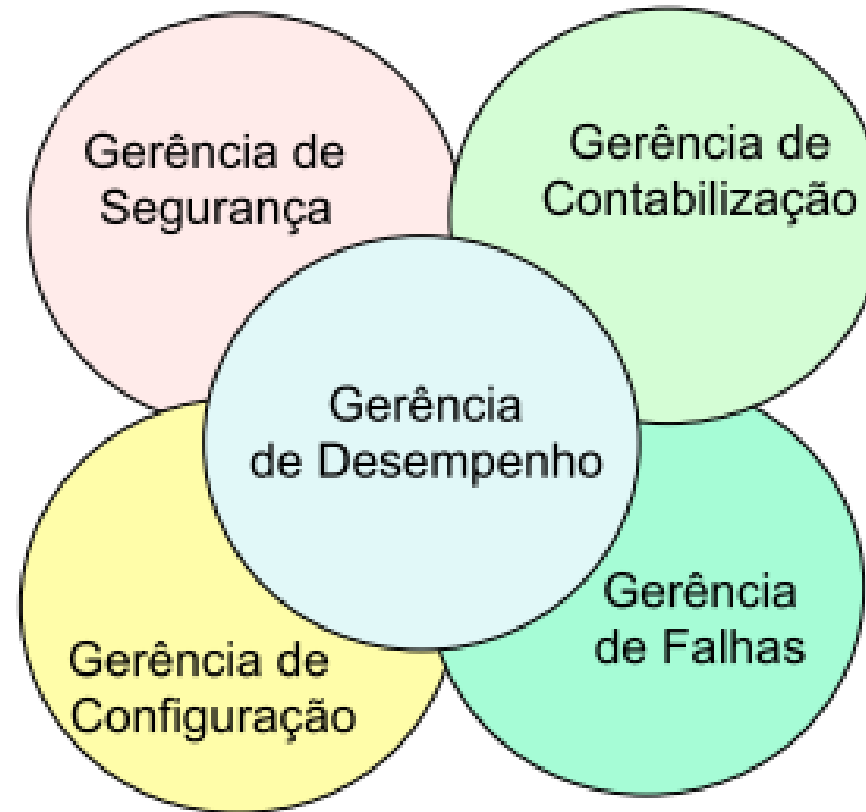 Gerência de
Segurança
Gerência de
Contabilização
Gerência
de Desempenho
Gerência de
Configuração
Gerência
de Falhas